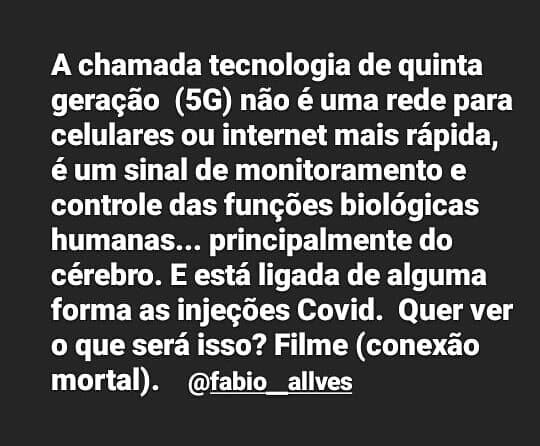 A chamada tecnologia de quinta
geração  (5G) não é uma rede para
celulares ou internet mais rápida,
é um sinal de monitoramento e
controle das funções biológicas
humanas... principalmente do
cérebro. E está ligada de alguma
forma as injeções Covid.  Quer ver
o que será isso? Filme (conexão
mortal).    @fabio__allves